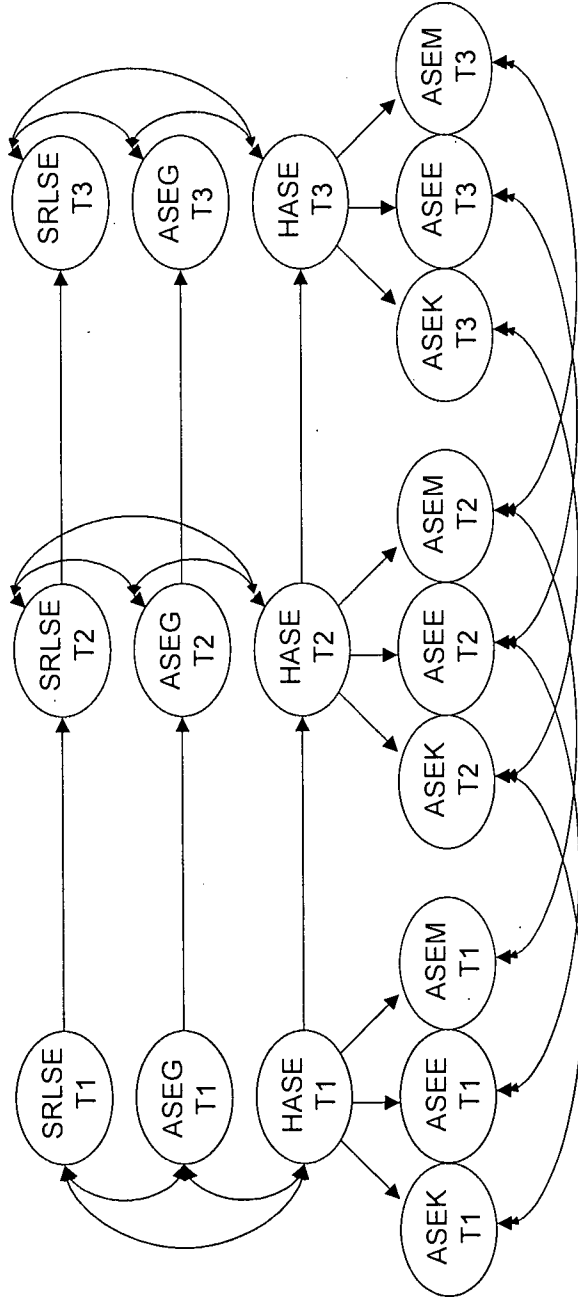 SRLSE
T1
SRLSE
T2
SRLSE
T3
ASEG
T1
ASEG
T2
ASEG
T3
HASE
T1
HASE
T2
HASE
T3
ASEK
T1
ASEE
T1
ASEM
T1
ASEK
T2
ASEE
T2
ASEM
T2
ASEK
T3
ASEE
T3
ASEM
T3